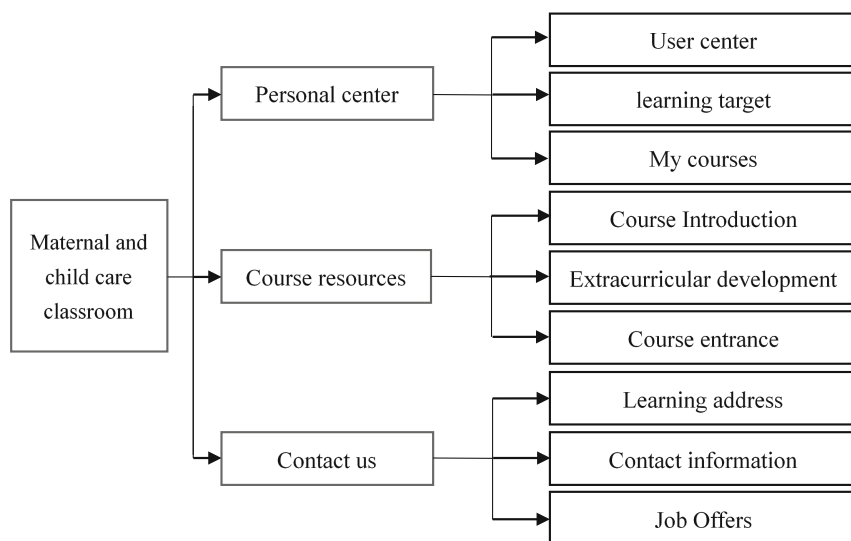 Maternal and
child care
classroom
Personal center
User center
learning target
My courses
Course resources
Course Introduction
Extracurricular development
Course entrance
Contact us
Learning address
Contact information
Job Offers